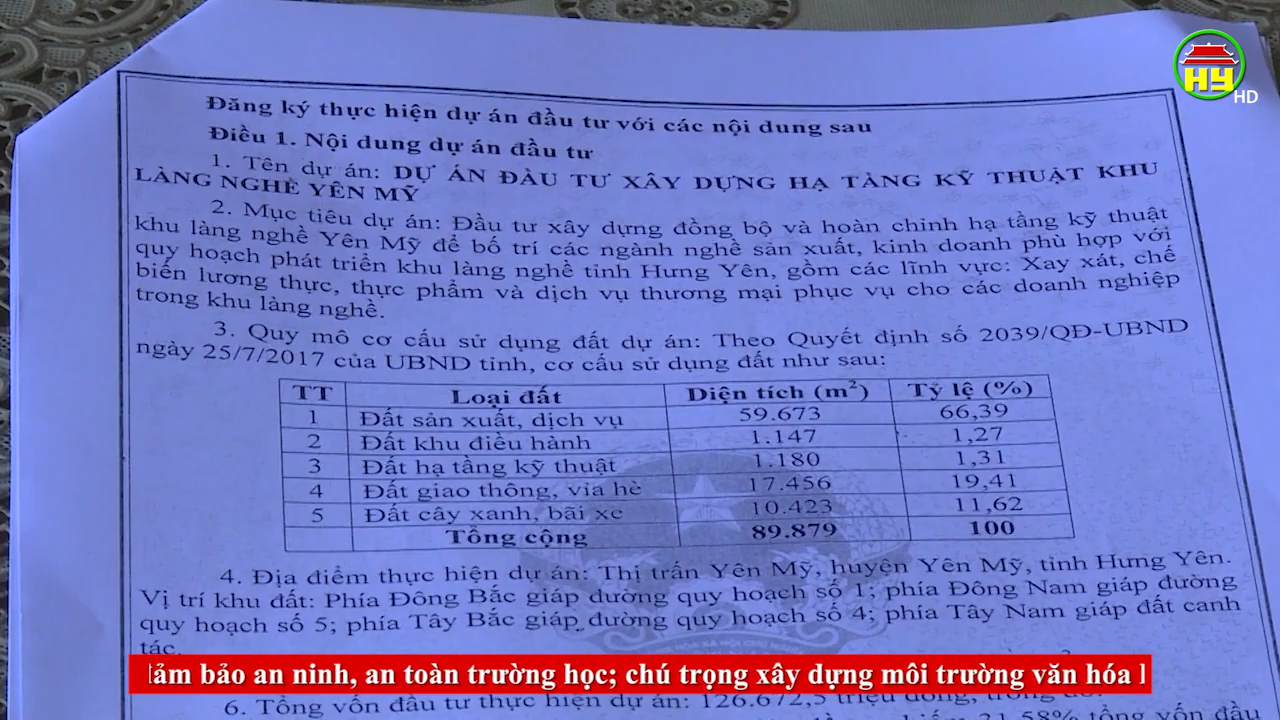 HY
HD
Đăng ký thực hiện dự án đầu tư với các nội dung sau
Điều 1. Nội dung dự án đầu tư
1. Tên dự án: DỰ ÁN ĐẦU TƯ XÂY DỰNG HẠ TẦNG KỸ THUẬT KHU
LÀNG NGHỀ YÊN MỸ
2. Mục tiêu dự án: Đầu tư xây dựng đồng bộ và hoàn chỉnh hạ tầng kỹ thuật
khu làng nghề Yên Mỹ để bố trí các ngành nghề sản xuất, kinh doanh phù hợp với
quy hoạch phát triển khu làng nghề tỉnh Hưng Yên, gồm các lĩnh vực: Xay xát, chế
biến lương thực, thực phẩm và dịch vụ thương mại phục vụ cho các doanh nghiệp
trong khu làng nghề.
3. Quy mô cơ cấu sử dụng đất dự án: Theo Quyết định số 2039/QĐ-UBND
ngày 25/7/2017 của UBND tỉnh, cơ cấu sử dụng đất như sau:
TT Loại đất Diện tích (m²) Tỷ lệ (%)
1 Đất sản xuất, dịch vụ 59.673 66,39
2 Đất khu điều hành 1.147 1,27
3 Đất hạ tầng kỹ thuật 1.180 1,31
4 Đất giao thông, vỉa hè 17.456 19,41
5 Đất cây xanh, bãi xe 10.423 11,62
Tổng cộng 89.879 100
4. Địa điểm thực hiện dự án: Thị trấn Yên Mỹ, huyện Yên Mỹ, tỉnh Hưng Yên.
Vị trí khu đất: Phía Đông Bắc giáp đường quy hoạch số 1; phía Đông Nam giáp đường
quy hoạch số 5; phía Tây Bắc giáp đường quy hoạch số 4; phía Tây Nam giáp đất canh
tác.
đảm bảo an ninh, an toàn trường học; chú trọng xây dựng môi trường văn hóa
6. Tổng vốn đầu tư thực hiện dự án: 126.672,5 triệu đồng, trong đó:
31,58% tổng vốn đầu